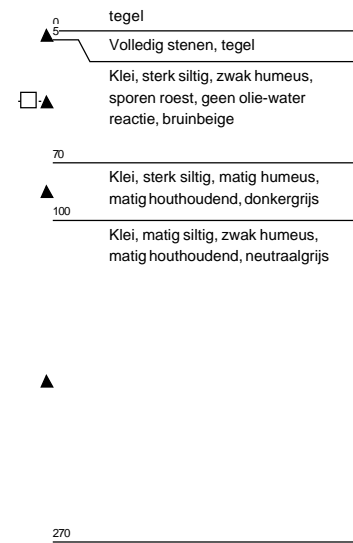 0
tegel
5
Volledig stenen, tegel
Klei, sterk siltig, zwak humeus,
sporen roest, geen olie-water
reactie, bruinbeige
70
Klei, sterk siltig, matig humeus,
matig houthoudend, donkergrijs
100
Klei, matig siltig, zwak humeus,
matig houthoudend, neutraalgrijs
270